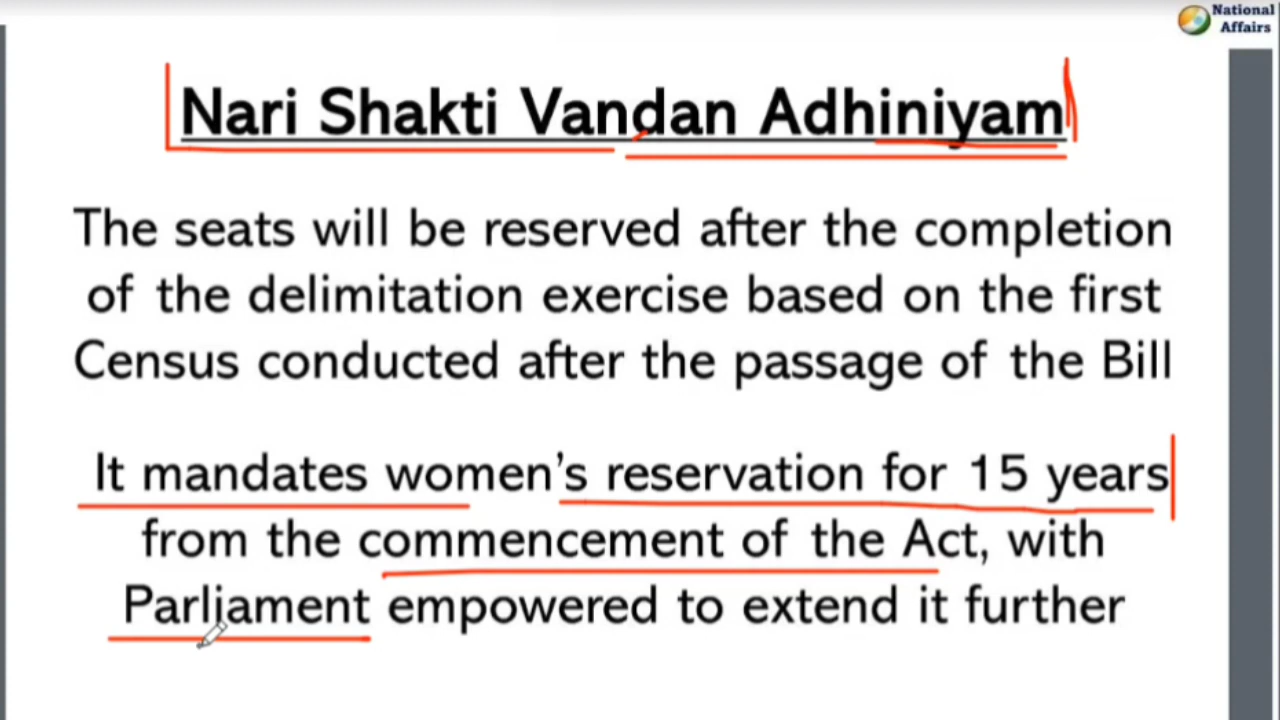 National
Affairs
Nari Shakti Vandan Adhiniyam
The seats will be reserved after the completion
of the delimitation exercise based on the first
Census conducted after the passage of the Bill
It mandates women’s reservation for 15 years
from the commencement of the Act, with
Parliament empowered to extend it further